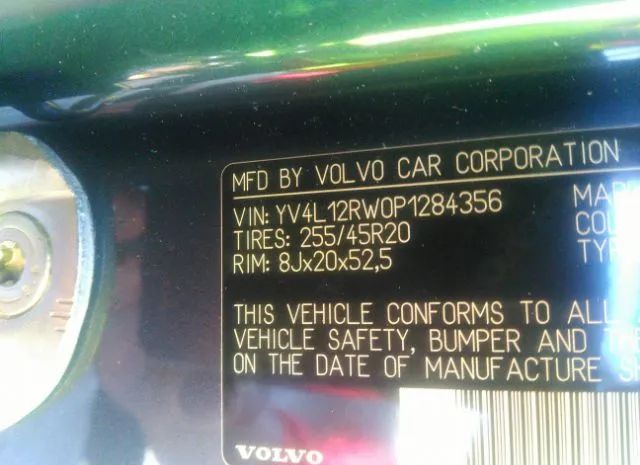 MFD BY VOLVO CAR CORPORATION
VIN: YV4L12RW0P1284356
TIRES: 255/45R20
RIM: 8Jx20x52,5
THIS VEHICLE CONFORMS TO ALL
VEHICLE SAFETY, BUMPER AND
ON THE DATE OF MANUFACTURE
VOLVO